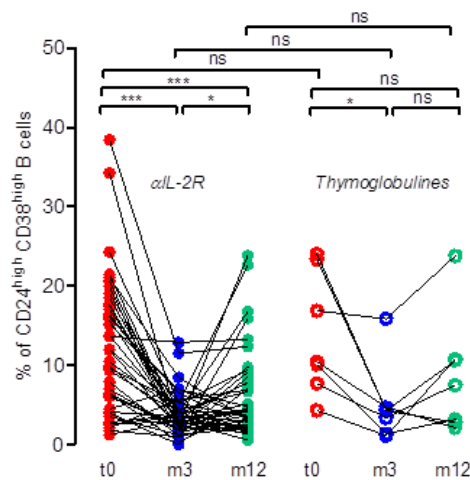 ns
ns
ns
ns
***
***
*
*
ns
50
40
30
20
10
0
% of CD24high CD38high B cells
αIL-2R
Thymoglobulines
t0
m3
m12
t0
m3
m12